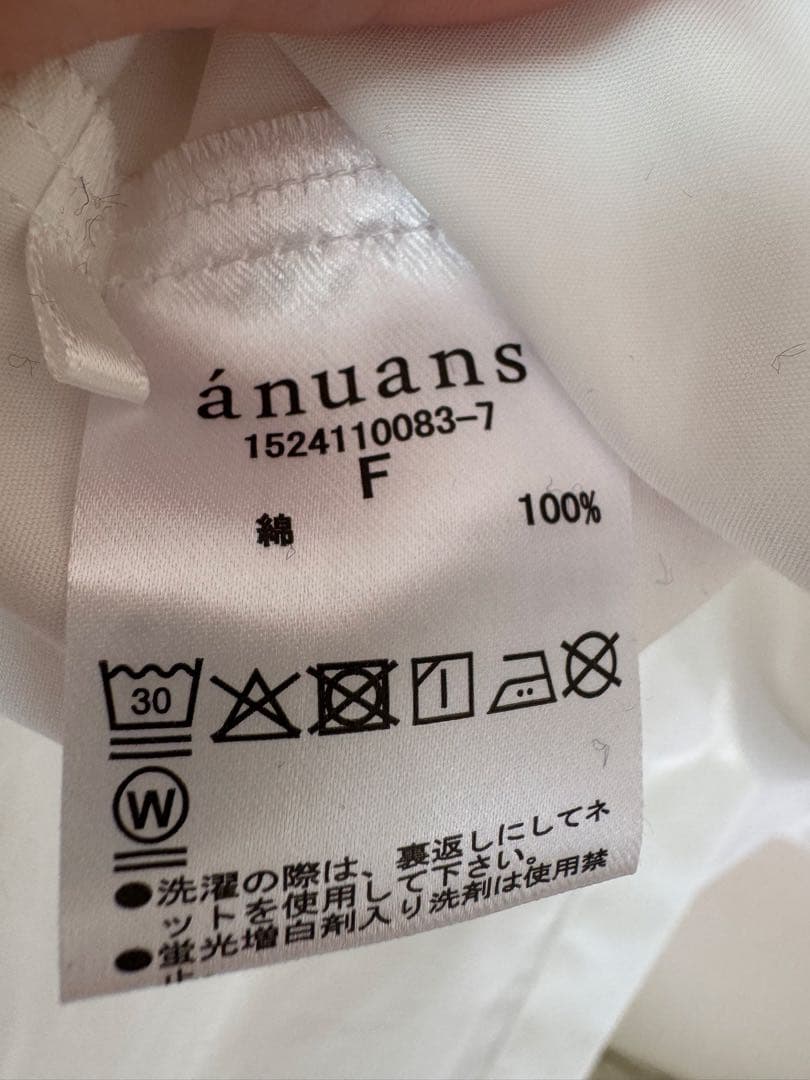 ánuans
1524110083-7
F
綿 100%
30
W
●洗濯の際は、裏返しにしてネ
ットを使用して下さい。
●蛍光増白剤入り洗剤は使用禁
止